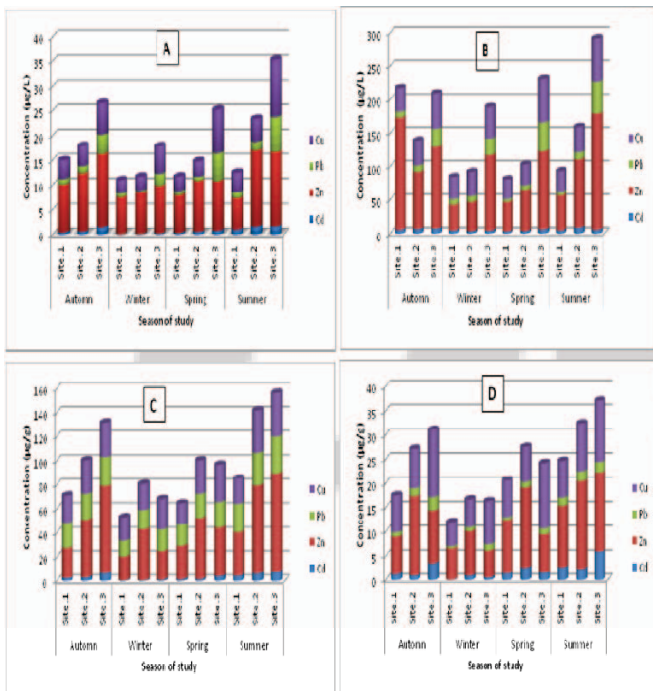 A
Concentration (µg/L)
40
35
30
25
20
15
10
5
0
Cu
Pb
Zn
Cd
Site.1 Site.2 Site.3 Site.1 Site.2 Site.3 Site.1 Site.2 Site.3 Site.1 Site.2 Site.3
Automn Winter Spring Summer
Season of study
B
Concentration (µg/L)
300
250
200
150
100
50
0
Cu
Pb
Zn
Cd
Site.1 Site.2 Site.3 Site.1 Site.2 Site.3 Site.1 Site.2 Site.3 Site.1 Site.2 Site.3
Automn Winter Spring Summer
Season of study
C
Concentration (µg/g)
160
140
120
100
80
60
40
20
0
Cu
Pb
Zn
Cd
Site.1 Site.2 Site.3 Site.1 Site.2 Site.3 Site.1 Site.2 Site.3 Site.1 Site.2 Site.3
Automn Winter Spring Summer
Season of study
D
Concentration (µg/g)
40
35
30
25
20
15
10
5
0
Cu
Pb
Zn
Cd
Site.1 Site.2 Site.3 Site.1 Site.2 Site.3 Site.1 Site.2 Site.3 Site.1 Site.2 Site.3
Automn Winter Spring Summer
Season of study